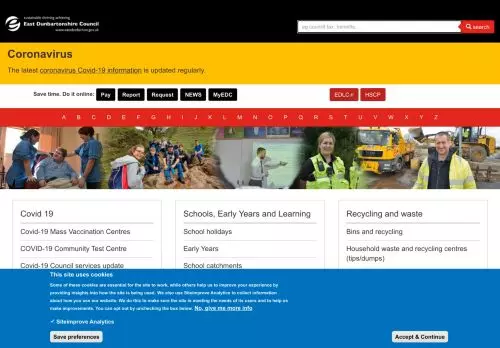 sustainable thriving achieving
East Dunbartonshire Council
www.eastdunbarton.gov.uk
eg council tax, benefits,
search
Coronavirus
The latest coronavirus Covid-19 information is updated regularly.
Save time. Do it online: Pay Report Request NEWS MyEDC EDLC HSCP
A B C D E F G H I J K L M N O P Q R S T U V W X Y Z
Covid 19
Covid-19 Mass Vaccination Centres
COVID-19 Community Test Centre
Covid-19 Council services update
Schools, Early Years and Learning
School holidays
Early Years
School catchments
Recycling and waste
Bins and recycling
Household waste and recycling centres
(tips/dumps)
This site uses cookies
Some of these cookies are essential for the site to work, while others help us to improve your experience by
providing insights into how the site is being used. We also use Siteimprove Analytics to collect information
about how you use our website. We do this to make sure the site is meeting the needs of its users and to help us
make improvements. You can opt out by unchecking the box below. No, give me more info
✓ Siteimprove Analytics
Save preferences
Accept & Continue